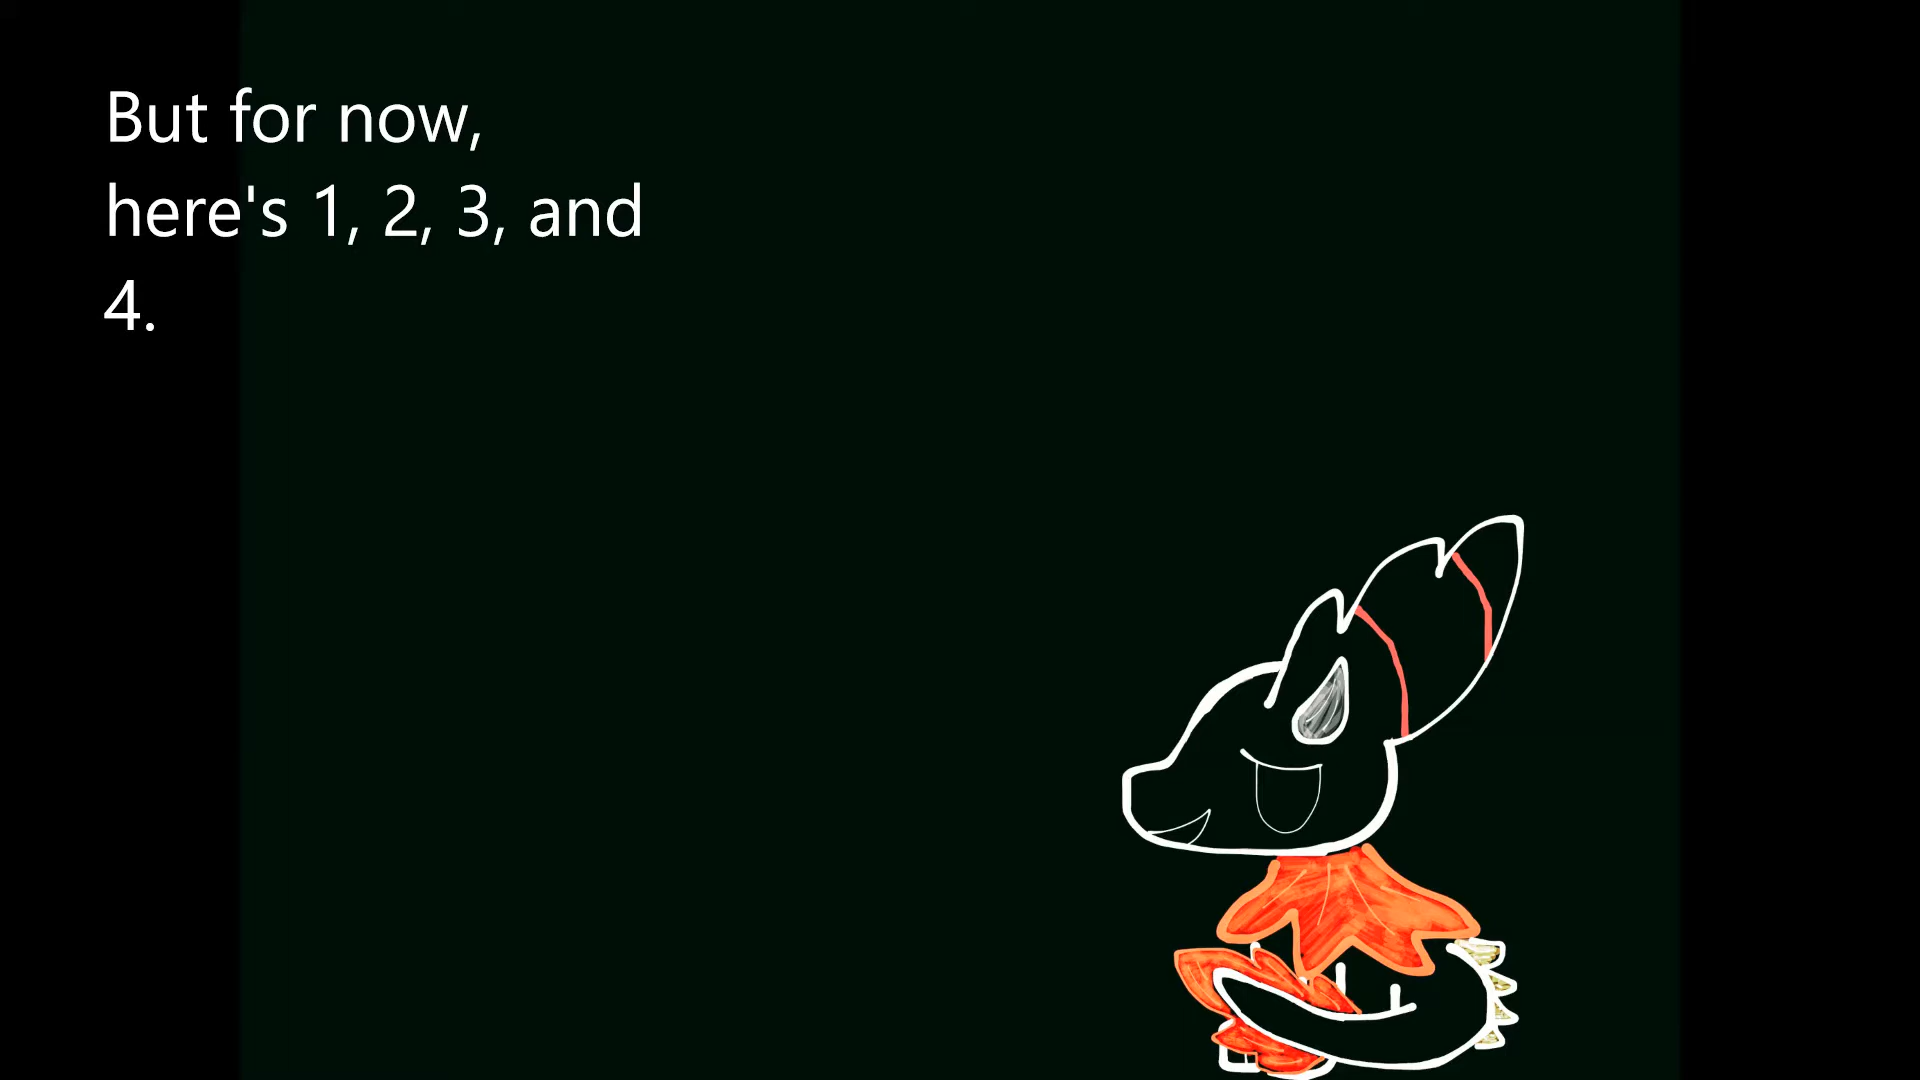 But for now,
here's 1, 2, 3, and
4.